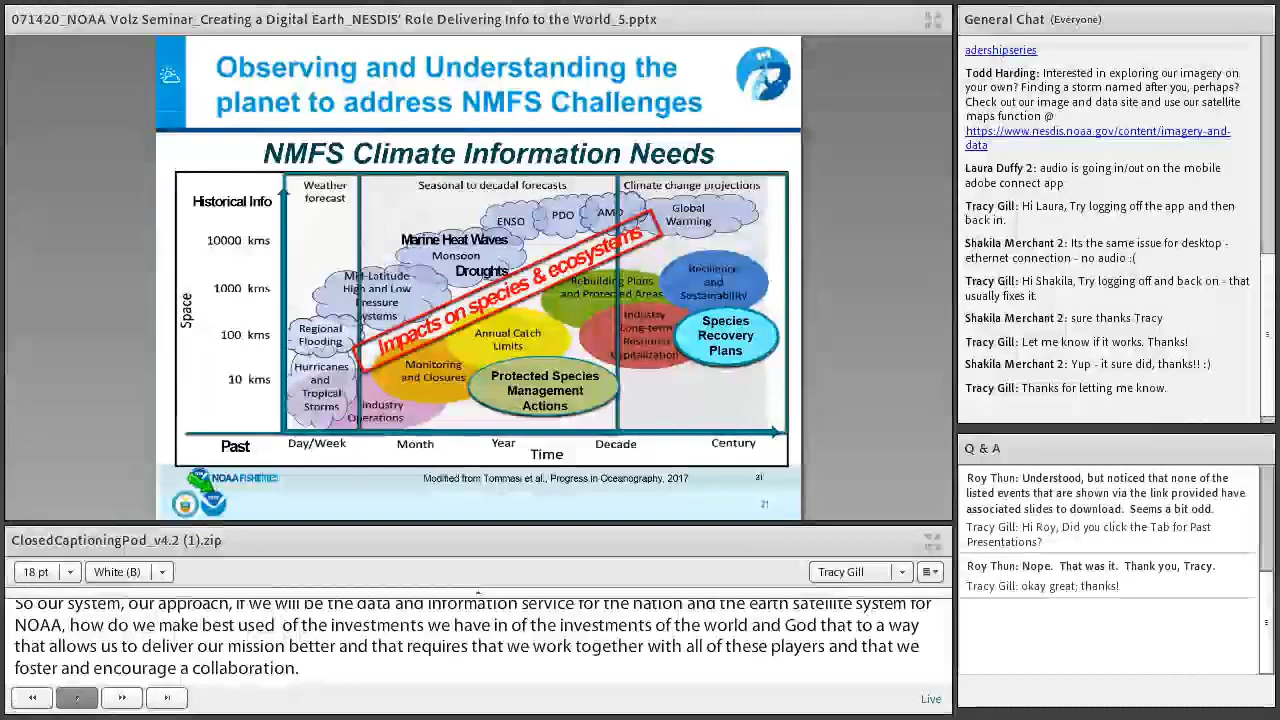 071420_NOAA Volz Seminar_Creating a Digital Earth_NESDIS' Role Delivering Info to the World_5.pptx
Observing and Understanding the
planet to address NMFS Challenges
NMFS Climate Information Needs
Weather
forecast
Seasonal to decadal forecasts
Climate change projections
Historical Info
10000 kms
1000 kms
100 kms
10 kms
Space
ENSO
PDO
AMO
Global
Warming
Marine Heat Waves
Monsoon
Droughts
Mid-Latitude
High and Low
Pressure
Systems
Impacts on species & ecosystems
Rebuilding Plans
and Protected Areas
Resilience
and
Sustainability
Regional
Flooding
Annual Catch
Limits
Industry
Long-term
Resource
Capitalization
Species
Recovery
Plans
Hurricanes
and
Tropical
Storms
Monitoring
and Closures
Protected Species
Management
Actions
Industry
Operations
Past
Day/Week
Month
Year
Decade
Century
Time
NOAA FISHERIES
Modified from Tommasi et al., Progress in Oceanography, 2017
21
21
ClosedCaptioningPod_v4.2 (1).zip
18 pt
White (B)
Tracy Gill
So our system, our approach, if we will be the data and information service for the nation and the earth satellite system for
NOAA, how do we make best used of the investments we have in of the investments of the world and God that to a way
that allows us to deliver our mission better and that requires that we work together with all of these players and that we
foster and encourage a collaboration.
Live
General Chat (Everyone)
adershipseries
Todd Harding: Interested in exploring our imagery on
your own? Finding a storm named after you, perhaps?
Check out our image and data site and use our satellite
maps function @
https://www.nesdis.noaa.gov/content/imagery-and-
data
Laura Duffy 2: audio is going in/out on the mobile
adobe connect app
Tracy Gill: Hi Laura, Try logging off the app and then
back in.
Shakila Merchant 2: Its the same issue for desktop -
ethernet connection - no audio :(
Tracy Gill: Hi Shakila, Try logging off and back on - that
usually fixes it.
Shakila Merchant 2: sure thanks Tracy
Tracy Gill: Let me know if it works. Thanks!
Shakila Merchant 2: Yup - it sure did, thanks!! :)
Tracy Gill: Thanks for letting me know.
Q & A
Roy Thun: Understood, but noticed that none of the
listed events that are shown via the link provided have
associated slides to download. Seems a bit odd.
Tracy Gill: Hi Roy, Did you click the Tab for Past
Presentations?
Roy Thun: Nope. That was it. Thank you, Tracy.
Tracy Gill: okay great; thanks!